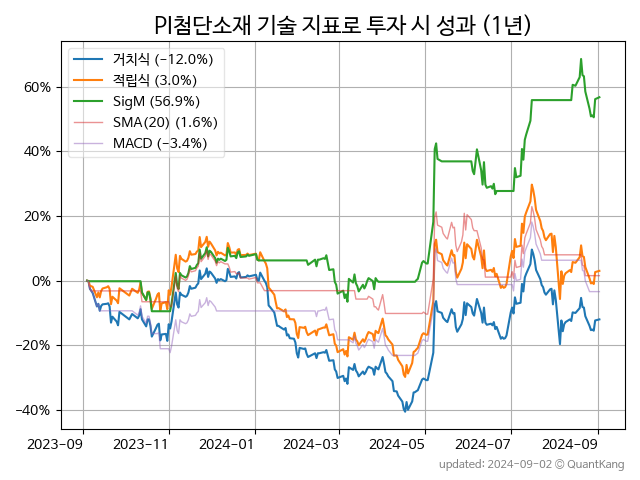 PI첨단소재 기술 지표로 투자 시 성과 (1년)
거치식 (−12.0%)
적립식 (3.0%)
SigM (56.9%)
SMA(20) (1.6%)
MACD (−3.4%)
60%
40%
20%
0%
−20%
−40%
2023-09 2023-11 2024-01 2024-03 2024-05 2024-07 2024-09
updated: 2024-09-02 © QuantKang